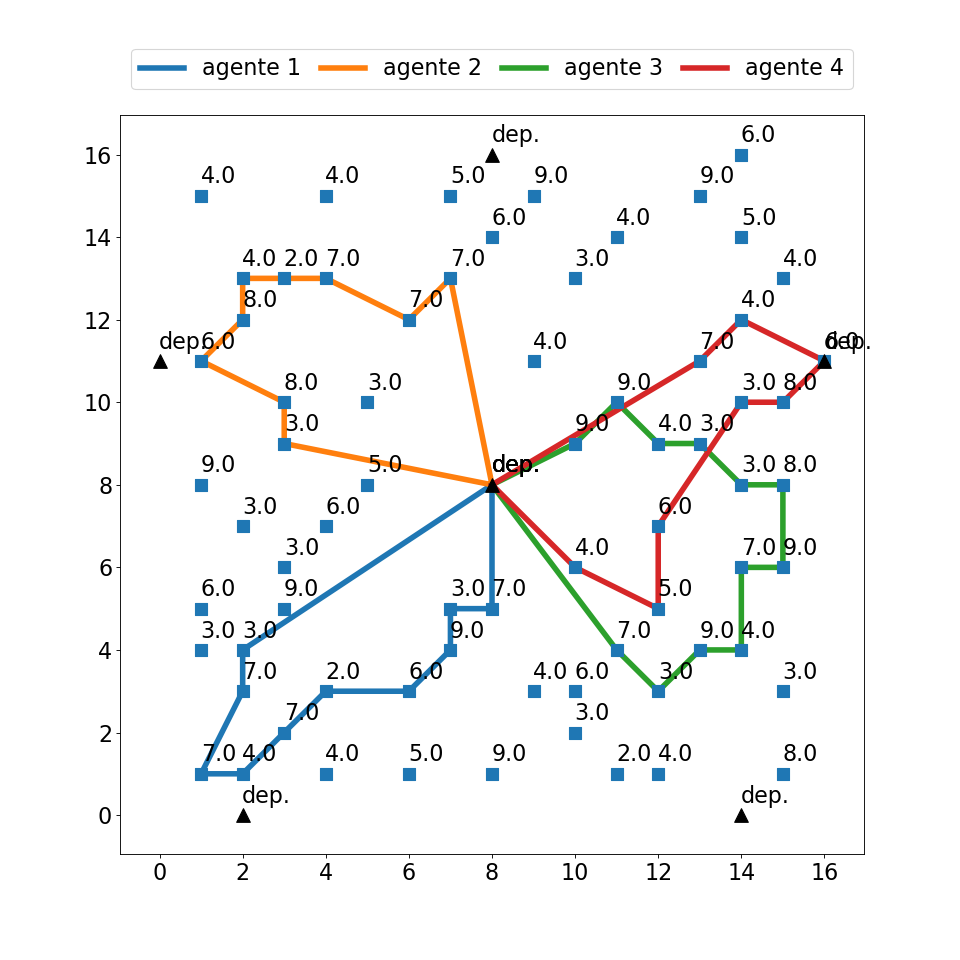 agente 1 agente 2 agente 3 agente 4
dep. 6.0
16
4.0 4.0 5.0 9.0 9.0
6.0 4.0 5.0
14
4.0 2.0 7.0 7.0 3.0 4.0
8.0 7.0 4.0
12
dep. 6.0 4.0 7.0 dep.
8.0 3.0 9.0 3.0 8.0
10
3.0 9.0 4.0 3.0
9.0 5.0 dep. 3.0 8.0
8
3.0 6.0 6.0
3.0 4.0 7.0 9.0
6
6.0 9.0 3.0 7.0 5.0
3.0 3.0 9.0 7.0 9.0 4.0
4
7.0 2.0 6.0 4.0 6.0 3.0 3.0
7.0 3.0
2
7.0 4.0 4.0 5.0 9.0 2.0 4.0 8.0
dep. dep.
0
0 2 4 6 8 10 12 14 16